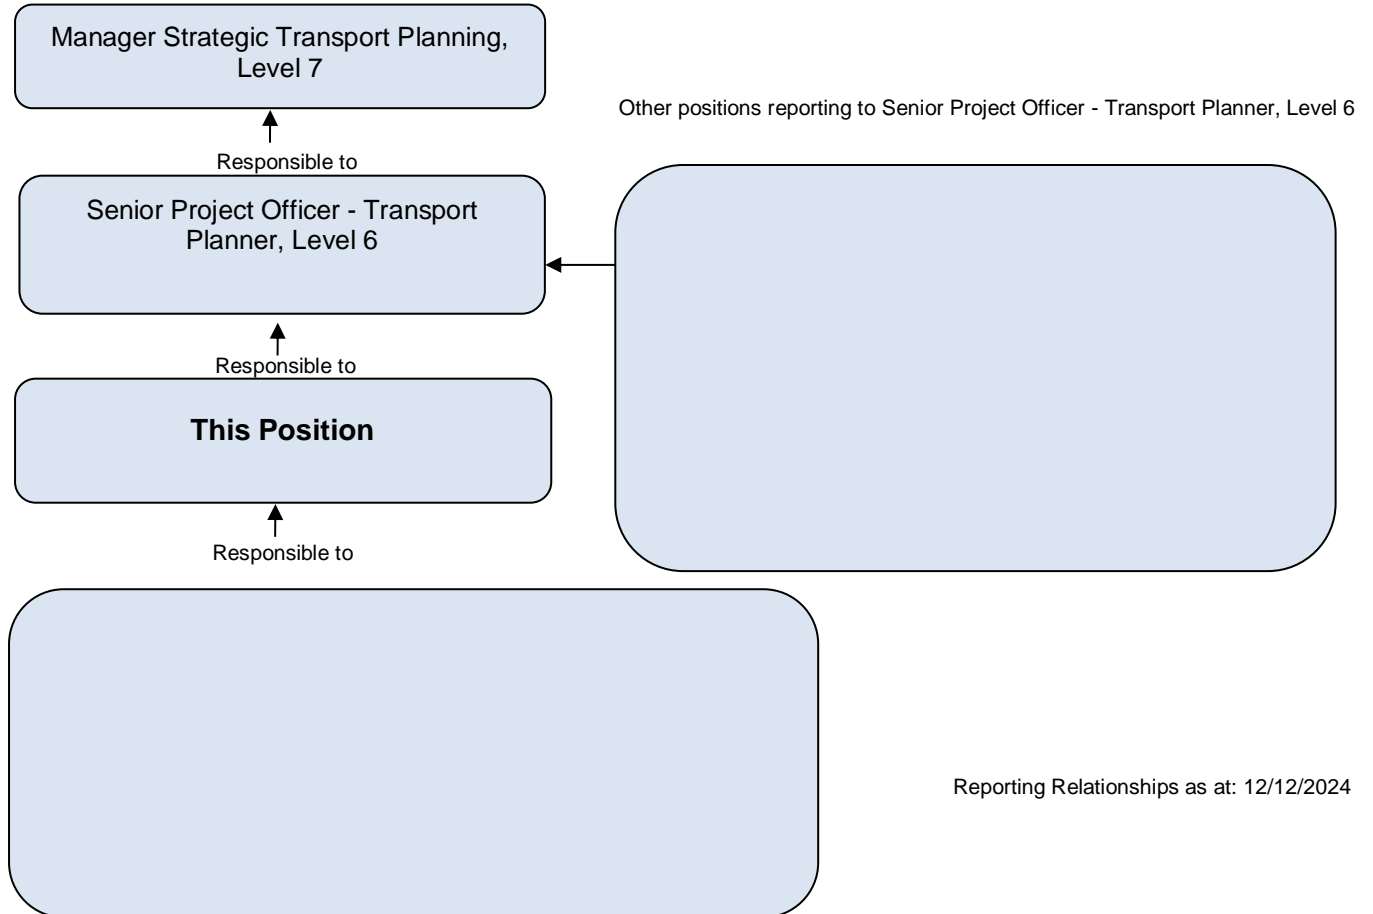 Manager Strategic Transport Planning,
Level 7
Other positions reporting to Senior Project Officer - Transport Planner, Level 6
Responsible to
Senior Project Officer - Transport
Planner, Level 6
Responsible to
This Position
Responsible to
Reporting Relationships as at: 12/12/2024